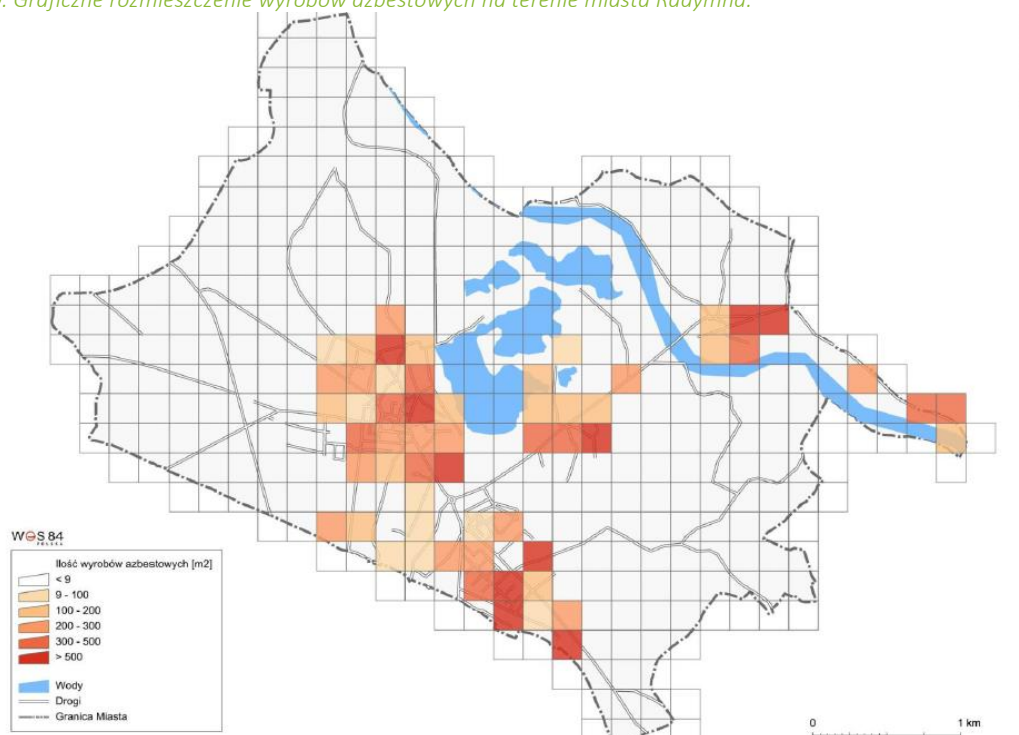 . Graficzne rozmieszczenie wyrobów azbestowych na terenie miasta Radymna.
WGS 84
POLSKA
Ilość wyrobów azbestowych [m2]
< 9
9 - 100
100 - 200
200 - 300
300 - 500
> 500
Wody
Drogi
Granica Miasta
0 1 km